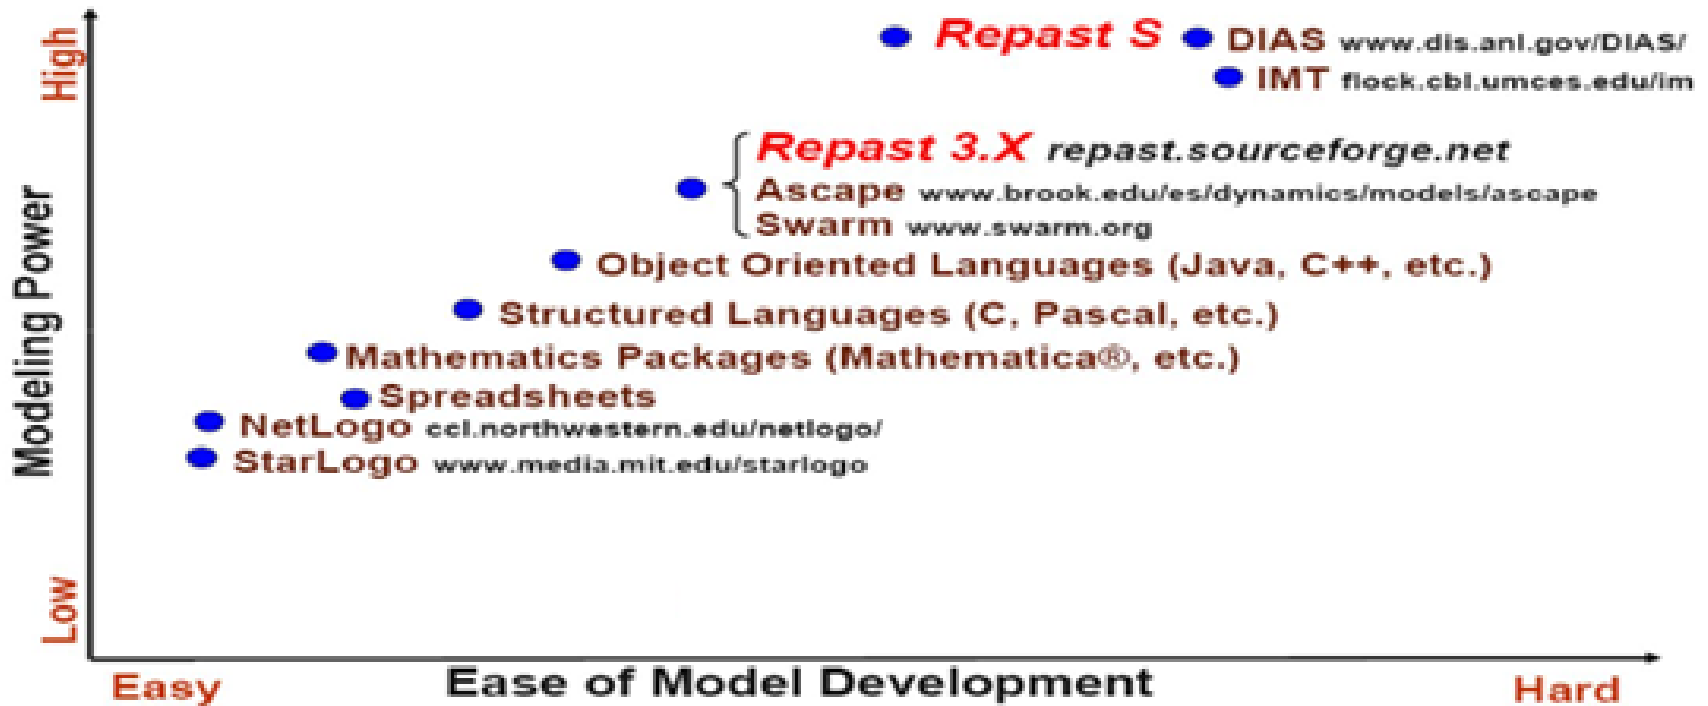 High
Repast S
DIAS www.dis.anl.gov/DIAS/
IMT flock.cbl.umces.edu/im
Repast 3.X repast.sourceforge.net
Ascape www.brook.edu/es/dynamics/models/ascape
Swarm www.swarm.org
Object Oriented Languages (Java, C++, etc.)
Structured Languages (C, Pascal, etc.)
Mathematics Packages (Mathematica®, etc.)
Spreadsheets
NetLogo ccl.northwestern.edu/netlogo/
StarLogo www.media.mit.edu/starlogo
Modeling Power
Low
Easy
Ease of Model Development
Hard